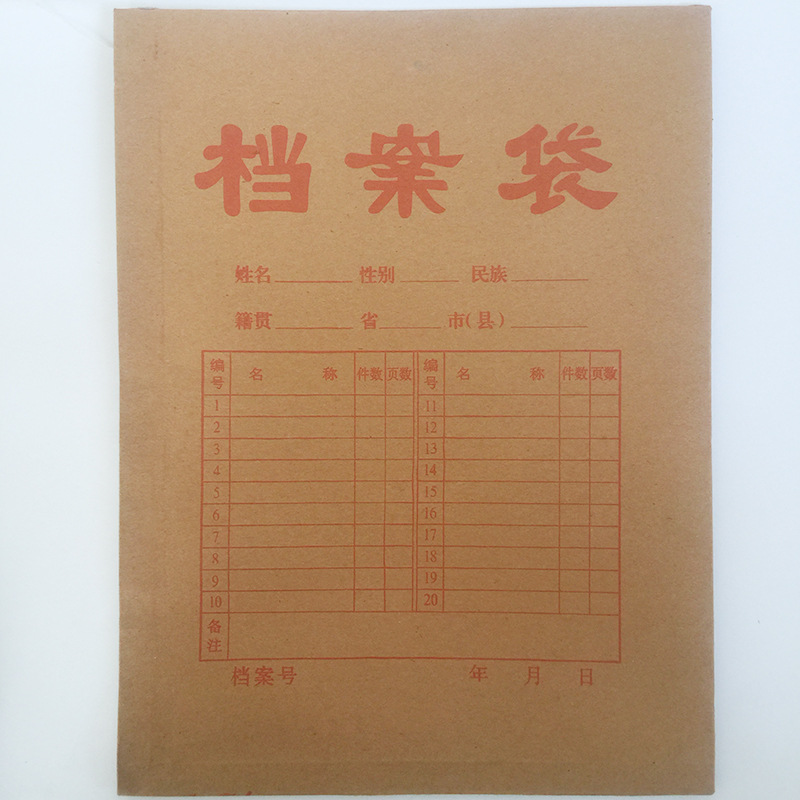 档案袋
姓名 性别 民族
籍贯 省 市(县)
编号 名 称 件数 页数 编号 名 称 件数 页数
1 11
2 12
3 13
4 14
5 15
6 16
7 17
8 18
9 19
10 20
备注
档案号 年 月 日